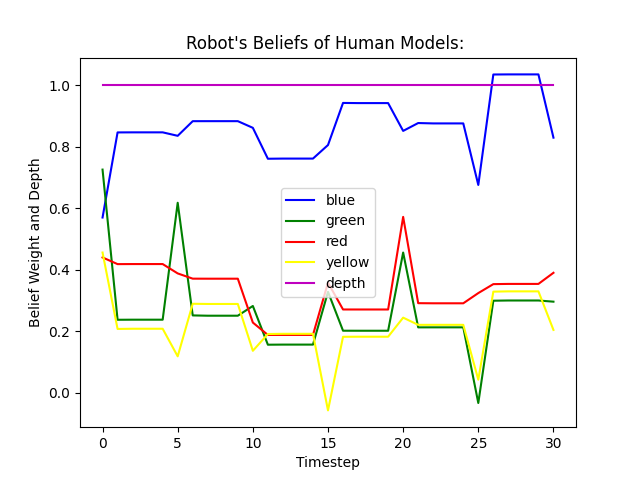 Robot's Beliefs of Human Models:
Belief Weight and Depth
1.0
0.8
0.6
0.4
0.2
0.0
blue
green
red
yellow
depth
0 5 10 15 20 25 30
Timestep